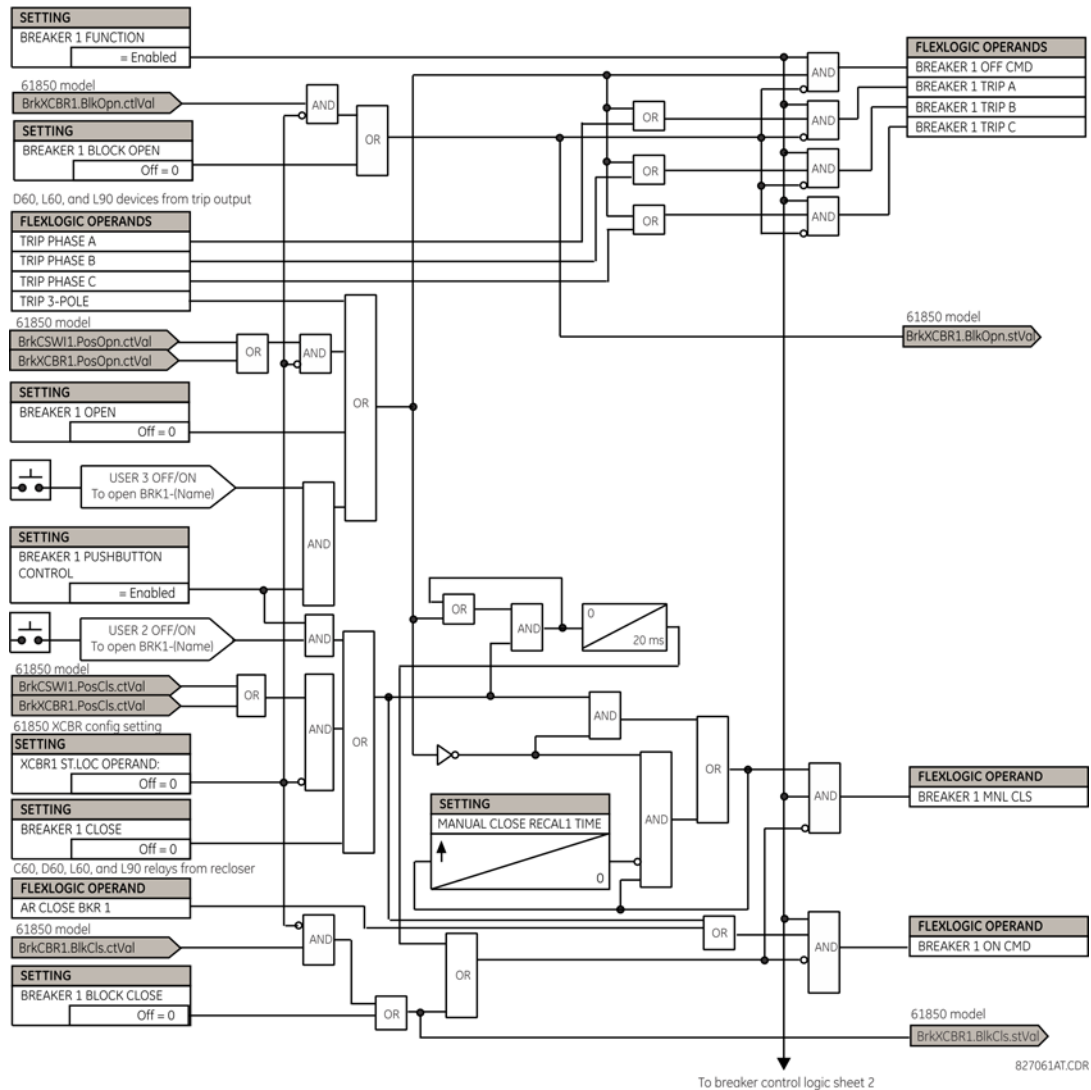 SETTING
BREAKER 1 FUNCTION
= Enabled
61850 model
BrkXCBR1.BlkOpn.ctlVal
SETTING
BREAKER 1 BLOCK OPEN
Off = 0
D60, L60, and L90 devices from trip output
FLEXLOGIC OPERANDS
TRIP PHASE A
TRIP PHASE B
TRIP PHASE C
TRIP 3-POLE
61850 model
BrkCSWI1.PosOpn.ctVal
BrkXCBR1.PosOpn.ctVal
SETTING
BREAKER 1 OPEN
Off = 0
USER 3 OFF/ON
To open BRK1-(Name)
SETTING
BREAKER 1 PUSHBUTTON
CONTROL
= Enabled
USER 2 OFF/ON
To open BRK1-(Name)
61850 model
BrkCSWI1.PosCls.ctVal
BrkXCBR1.PosCls.ctVal
61850 XCBR config setting
SETTING
XCBR1 ST.LOC OPERAND:
Off = 0
SETTING
BREAKER 1 CLOSE
Off = 0
C60, D60, L60, and L90 relays from recloser
FLEXLOGIC OPERAND
AR CLOSE BKR 1
61850 model
BrkCBR1.BlkCls.ctVal
SETTING
BREAKER 1 BLOCK CLOSE
Off = 0
AND
OR
OR
AND
OR
AND
AND
OR
AND
OR
AND
OR
OR
AND
0
20 ms
AND
OR
AND
SETTING
MANUAL CLOSE RECAL1 TIME
0
OR
OR
OR
OR
OR
AND
AND
AND
AND
AND
AND
FLEXLOGIC OPERANDS
BREAKER 1 OFF CMD
BREAKER 1 TRIP A
BREAKER 1 TRIP B
BREAKER 1 TRIP C
61850 model
BrkXCBR1.BlkOpn.stVal
FLEXLOGIC OPERAND
BREAKER 1 MNL CLS
FLEXLOGIC OPERAND
BREAKER 1 ON CMD
61850 model
BrkXCBR1.BlkCls.stVal
827061AT.CDR
To breaker control logic sheet 2